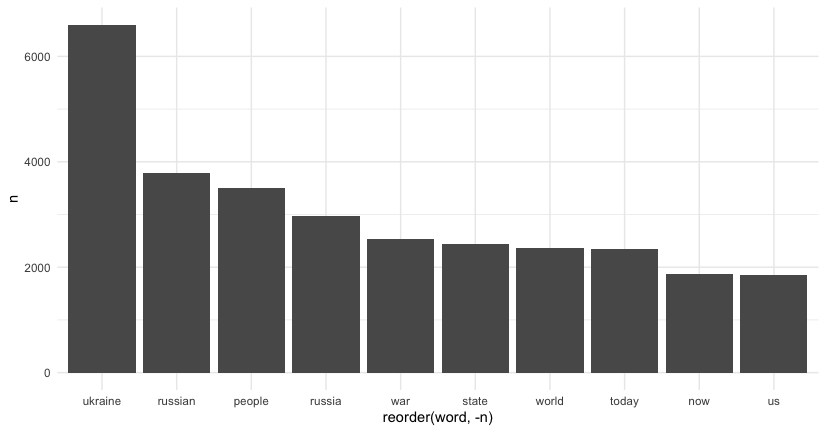 6000
4000
2000
0
n
ukraine russian people russia war state world today now us
reorder(word, -n)